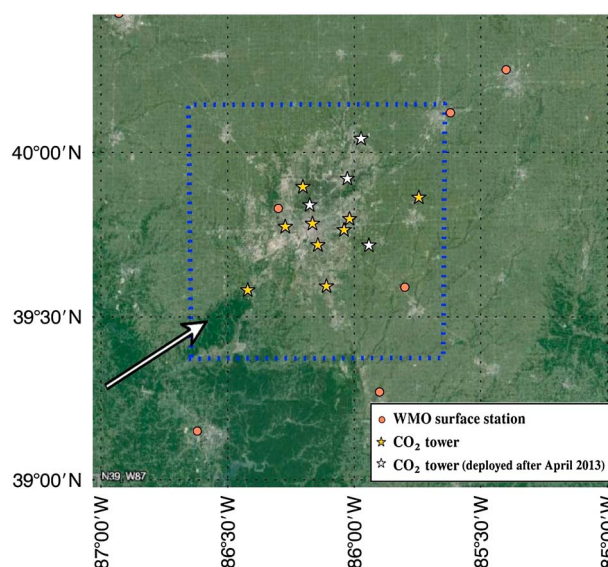 40°00′N
39°30′N
39°00′N
WMO surface station
CO₂ tower
CO₂ tower (deployed after April 2013)
N39 W87
87°00′W
86°30′W
86°00′W
85°30′W
85°00′W